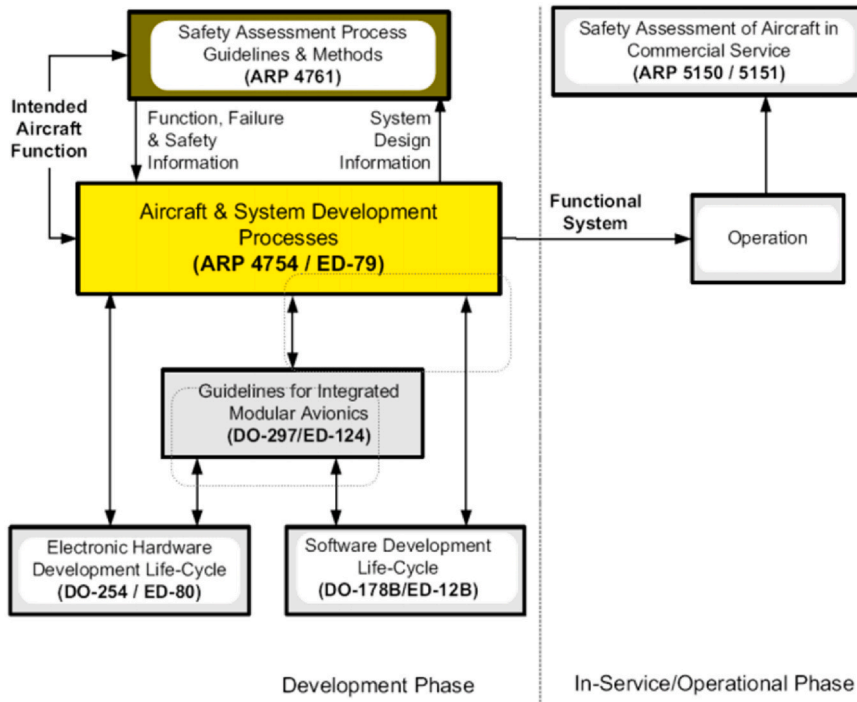 Safety Assessment Process
Guidelines & Methods
(ARP 4761)
Safety Assessment of Aircraft in
Commercial Service
(ARP 5150 / 5151)
Intended
Aircraft
Function
Function, Failure
& Safety
Information
System
Design
Information
Aircraft & System Development
Processes
(ARP 4754 / ED-79)
Functional
System
Operation
Guidelines for Integrated
Modular Avionics
(DO-297/ED-124)
Electronic Hardware
Development Life-Cycle
(DO-254 / ED-80)
Software Development
Life-Cycle
(DO-178B/ED-12B)
Development Phase
In-Service/Operational Phase